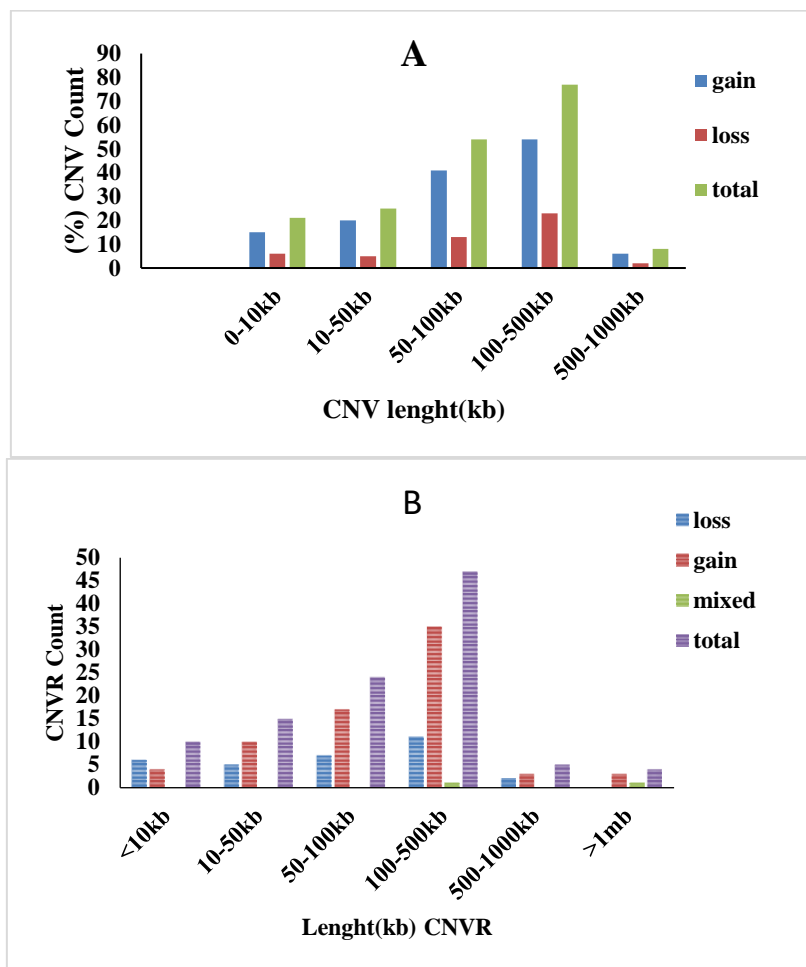 A
90
80
70
60
50
40
30
20
10
0
(%) CNV Count
gain
loss
total
0-10kb
10-50kb
50-100kb
100-500kb
500-1000kb
CNV lenght(kb)
B
50
45
40
35
30
25
20
15
10
5
0
CNVR Count
loss
gain
mixed
total
<10kb
10-50kb
50-100kb
100-500kb
500-1000kb
>1mb
Lenght(kb) CNVR